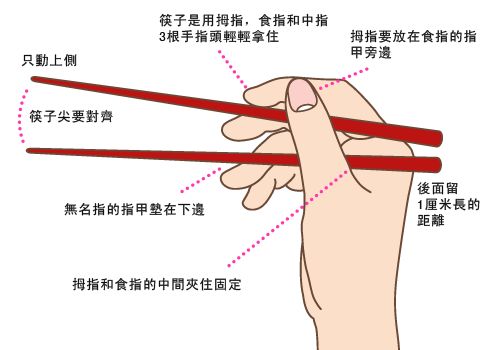 筷子是用拇指，食指和中指
3根手指頭輕輕拿住
拇指要放在食指的指
甲旁邊
只動上側
筷子尖要對齊
後面留
1厘米長的
距離
無名指的指甲墊在下邊
拇指和食指的中間夾住固定